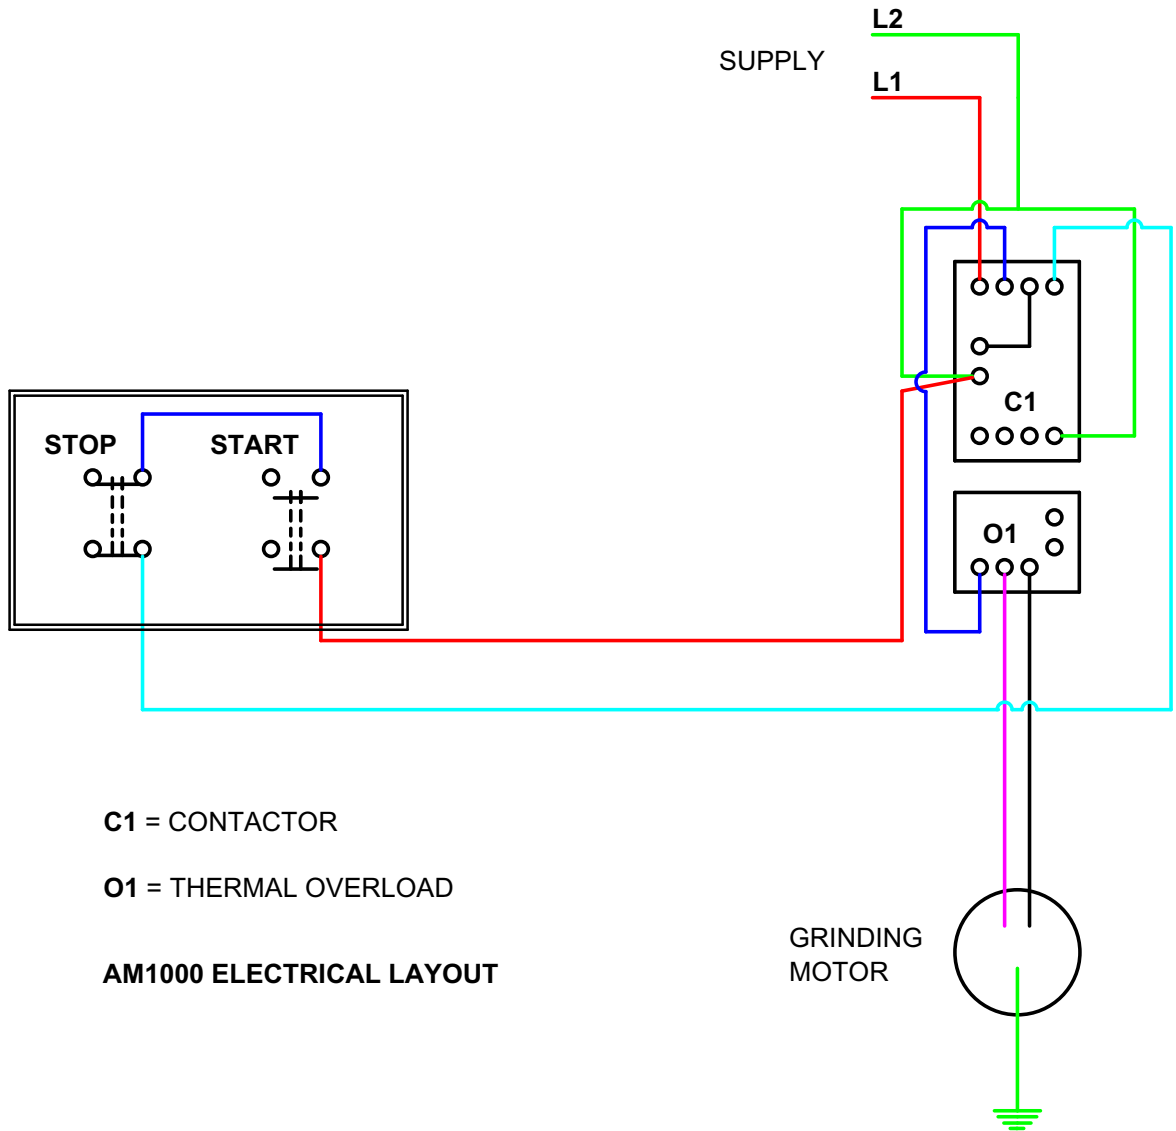 L2
SUPPLY
L1
C1
STOP
START
O1
C1 = CONTACTOR
O1 = THERMAL OVERLOAD
GRINDING
MOTOR
AM1000 ELECTRICAL LAYOUT